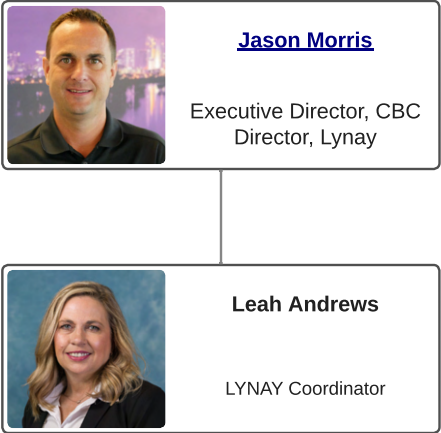 Jason Morris
Executive Director, CBC
Director, Lynay
Leah Andrews
LYNAY Coordinator